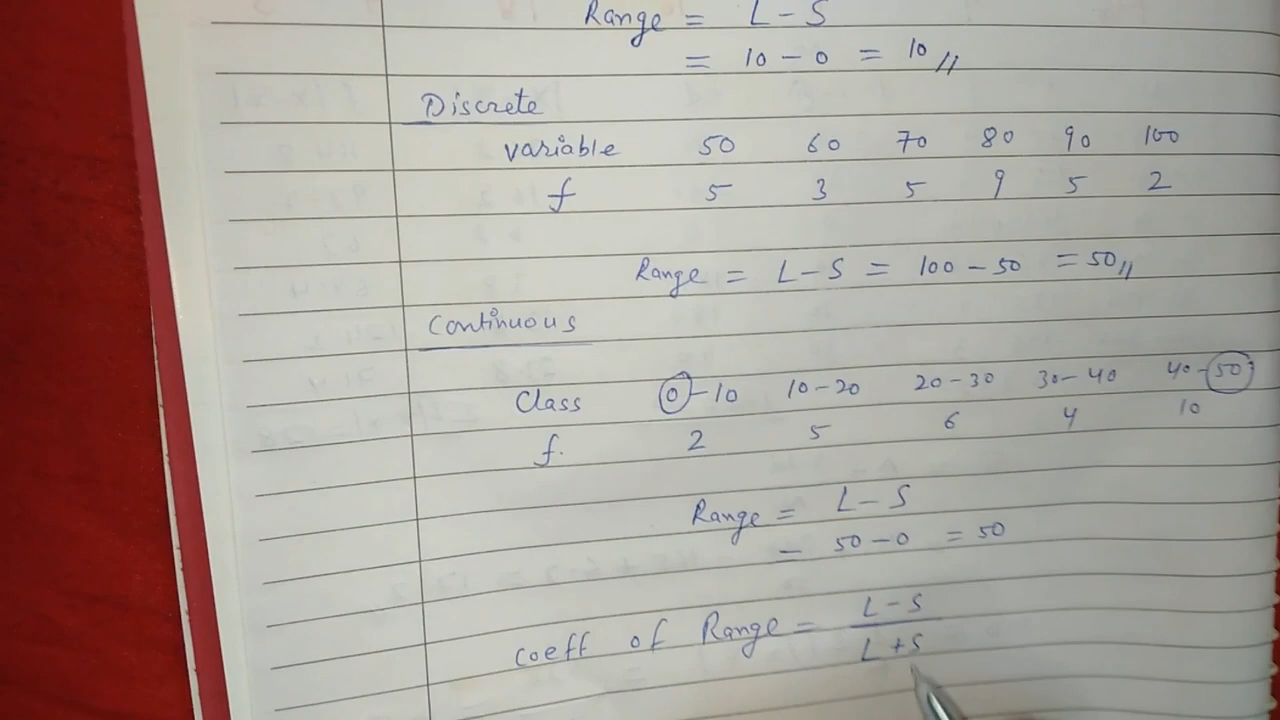 Range = L - S
= 10 - 0 = 10 //
Discrete
variable 50 60 70 80 90 100
f 5 3 5 9 5 2
Range = L - S = 100 - 50 = 50 //
Continuous
Class 0-10 10-20 20-30 30-40 40-50
f. 2 5 6 4 10
Range = L - S
= 50 - 0 = 50
coeff of Range = L - S
L + S